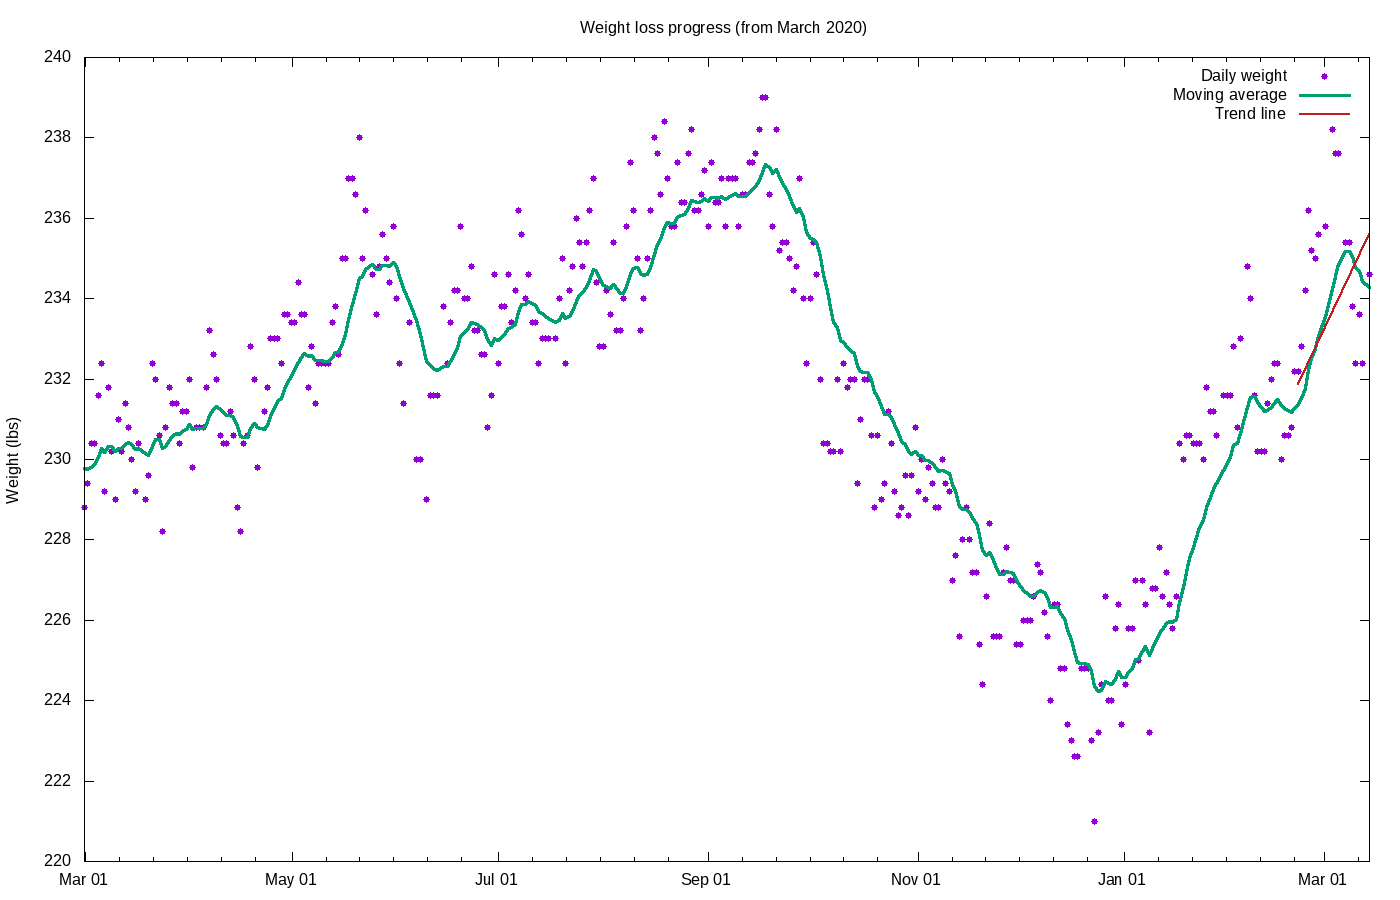 Weight loss progress (from March 2020)
Daily weight
Moving average
Trend line
Weight (lbs)
240
238
236
234
232
230
228
226
224
222
220
Mar 01 May 01 Jul 01 Sep 01 Nov 01 Jan 01 Mar 01